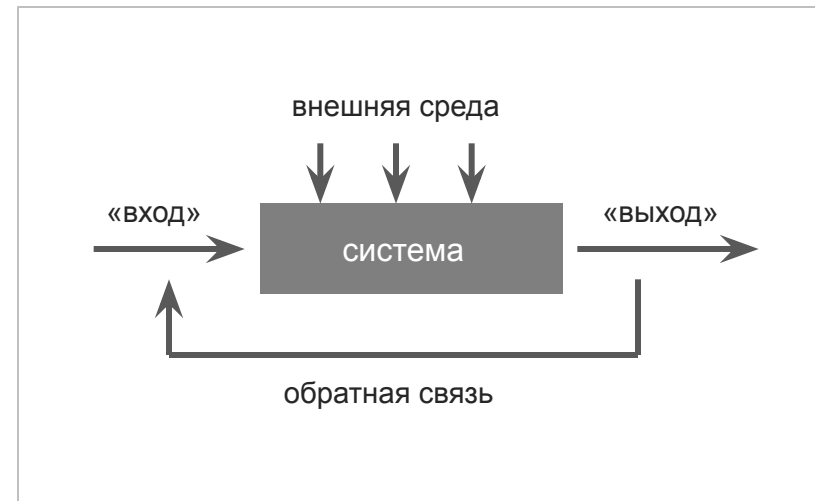 внешняя среда
«вход»
«выход»
система
обратная связь